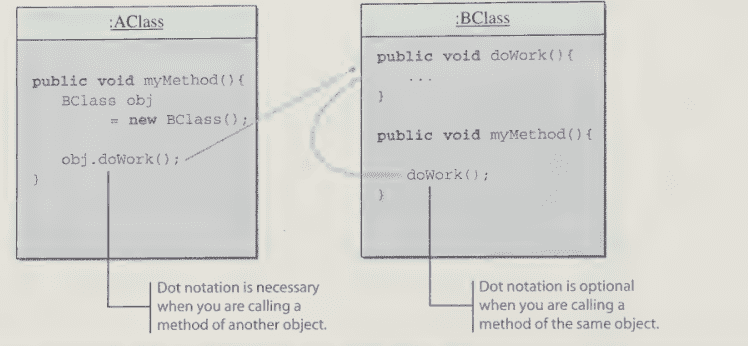 :AClass
public void myMethod(){
BClass obj
= new BClass();
obj.doWork();
}
Dot notation is necessary
when you are calling a
method of another object.
:BClass
public void doWork(){
...
}
public void myMethod(){
doWork();
}
Dot notation is optional
when you are calling a
method of the same object.